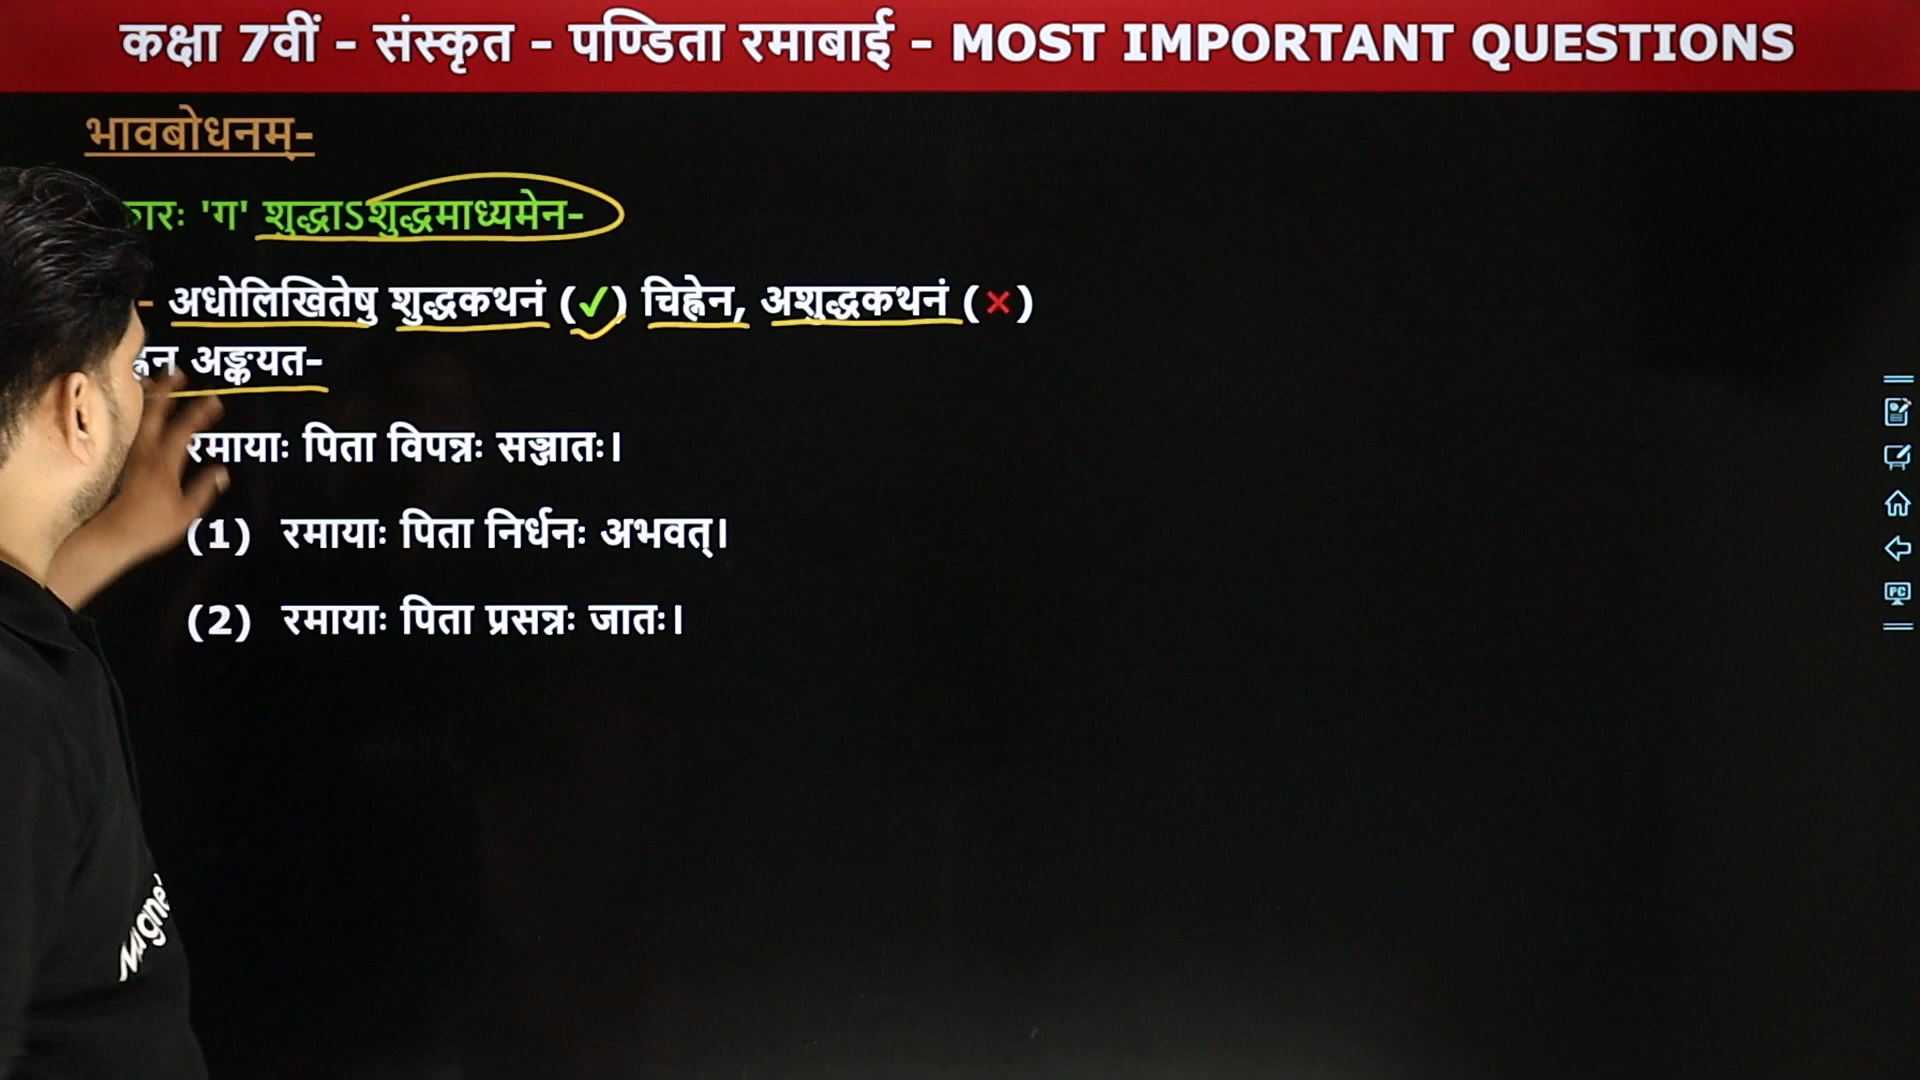 कक्षा 7वीं - संस्कृत - पण्डिता रमाबाई - MOST IMPORTANT QUESTIONS
भावबोधनम्-
'ग' शुद्धाऽशुद्धमाध्यमेन-
- अधोलिखितेषु शुद्धकथनं (✓) चिह्नेन, अशुद्धकथनं (×)
अङ्कयत-
रमायाः पिता विपन्नः सञ्जातः।
(1) रमायाः पिता निर्धनः अभवत्।
(2) रमायाः पिता प्रसन्नः जातः।
PC